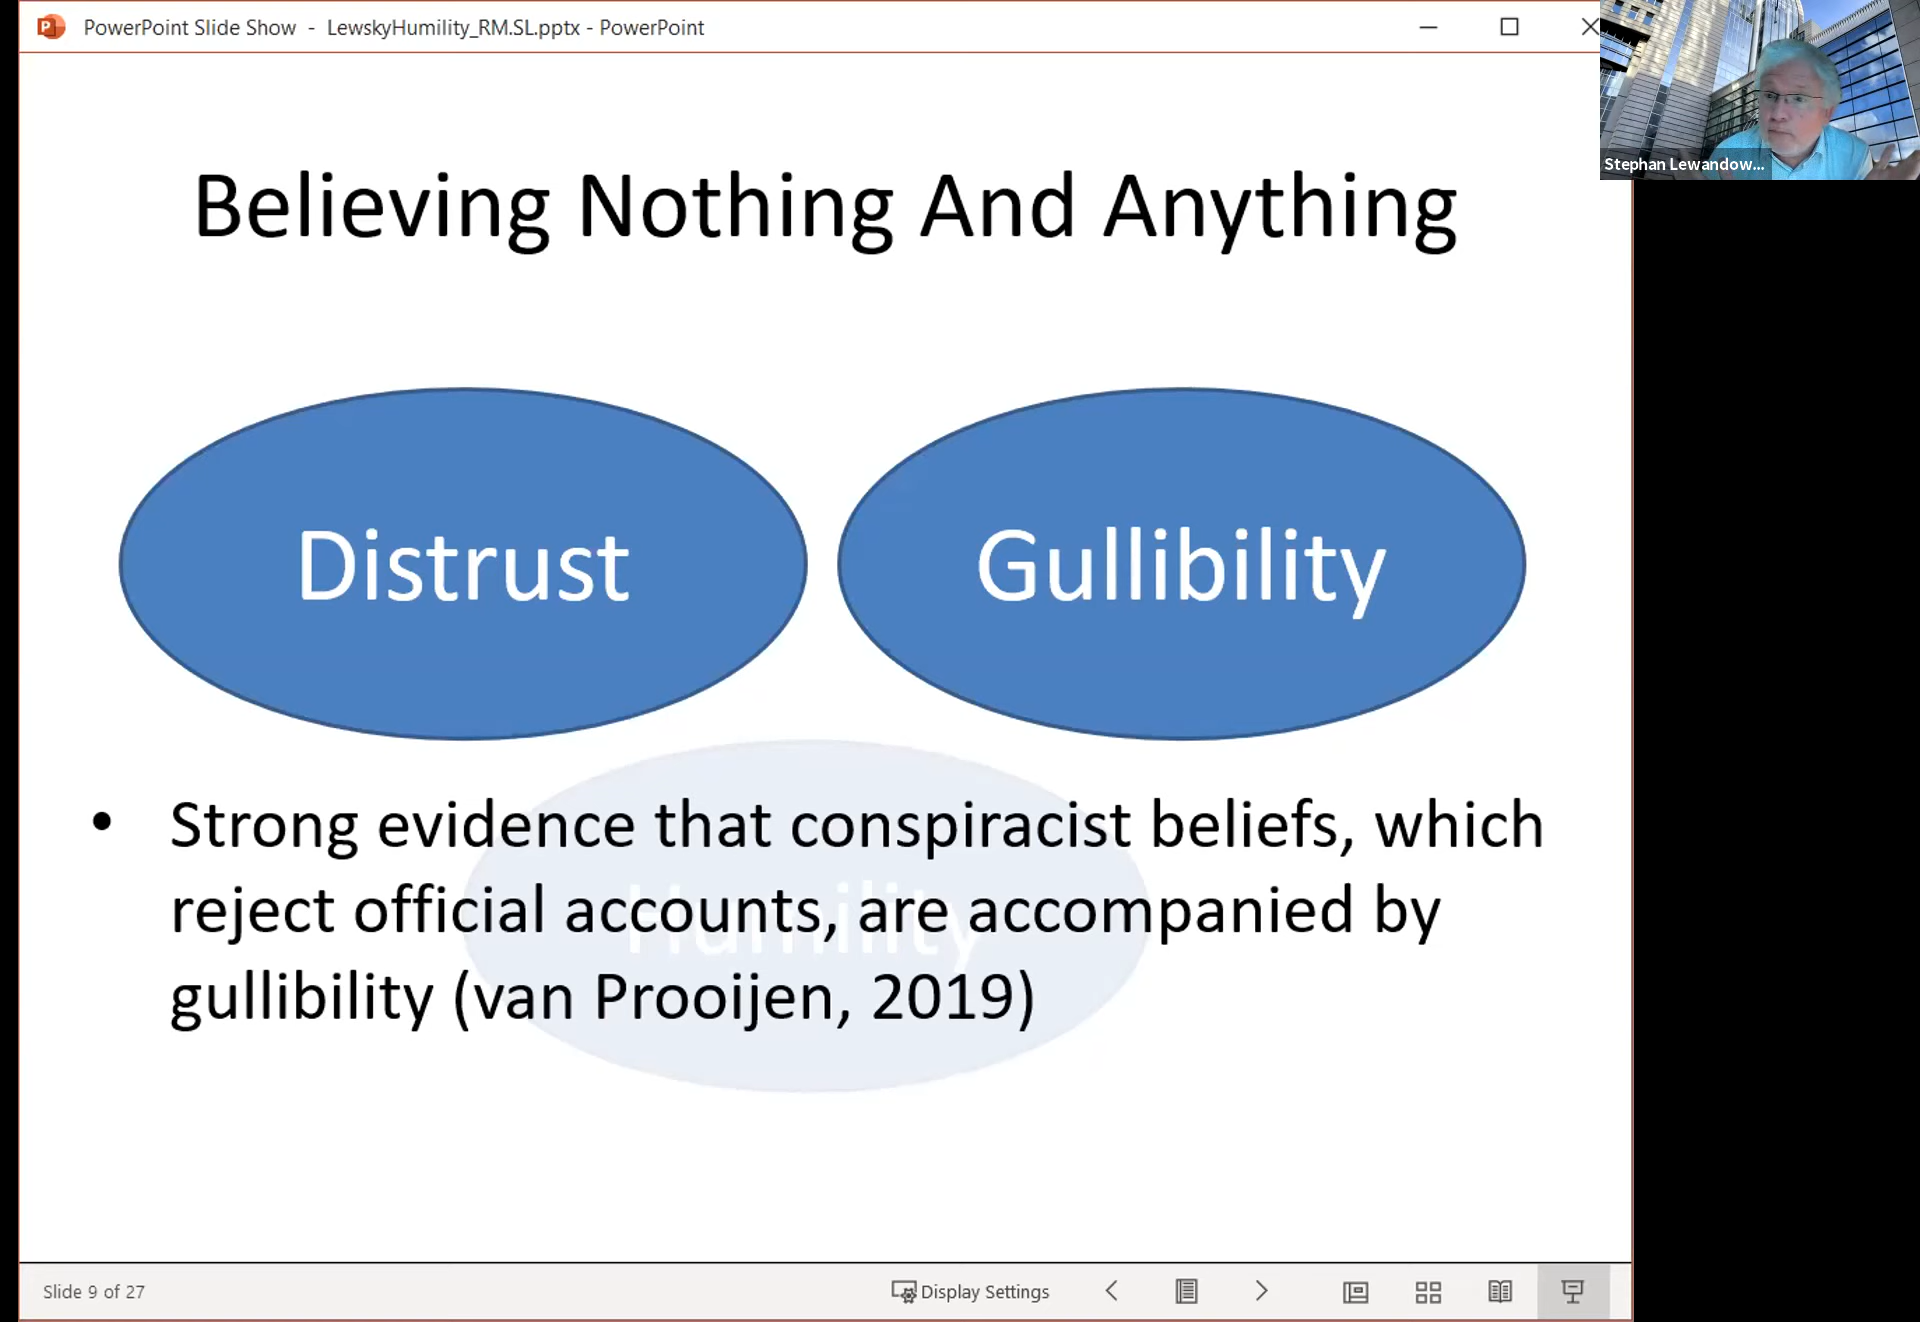 PowerPoint Slide Show - LewskyHumility_RM.SL.pptx - PowerPoint
Stephan Lewandow...
Believing Nothing And Anything
Distrust
Gullibility
Humility
• Strong evidence that conspiracist beliefs, which
reject official accounts, are accompanied by
gullibility (van Prooijen, 2019)
Slide 9 of 27
Display Settings